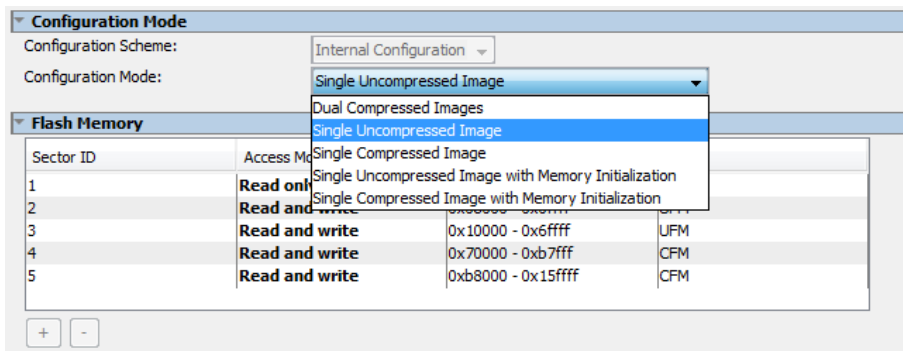 Configuration Mode
Configuration Scheme: Internal Configuration
Configuration Mode: Single Uncompressed Image
Dual Compressed Images
Single Uncompressed Image
Single Compressed Image
Single Uncompressed Image with Memory Initialization
Single Compressed Image with Memory Initialization
Flash Memory
Sector ID Access Mo
1 Read only
2 Read and write
3 Read and write 0x10000 - 0x6ffff UFM
4 Read and write 0x70000 - 0xb7fff CFM
5 Read and write 0xb8000 - 0x15ffff CFM
+ -